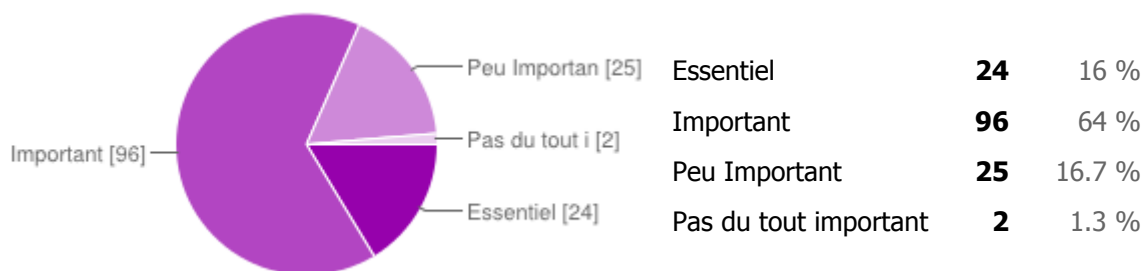 Peu Importan [25]
Pas du tout i [2]
Important [96]
Essentiel [24]
Essentiel 24 16 %
Important 96 64 %
Peu Important 25 16.7 %
Pas du tout important 2 1.3 %